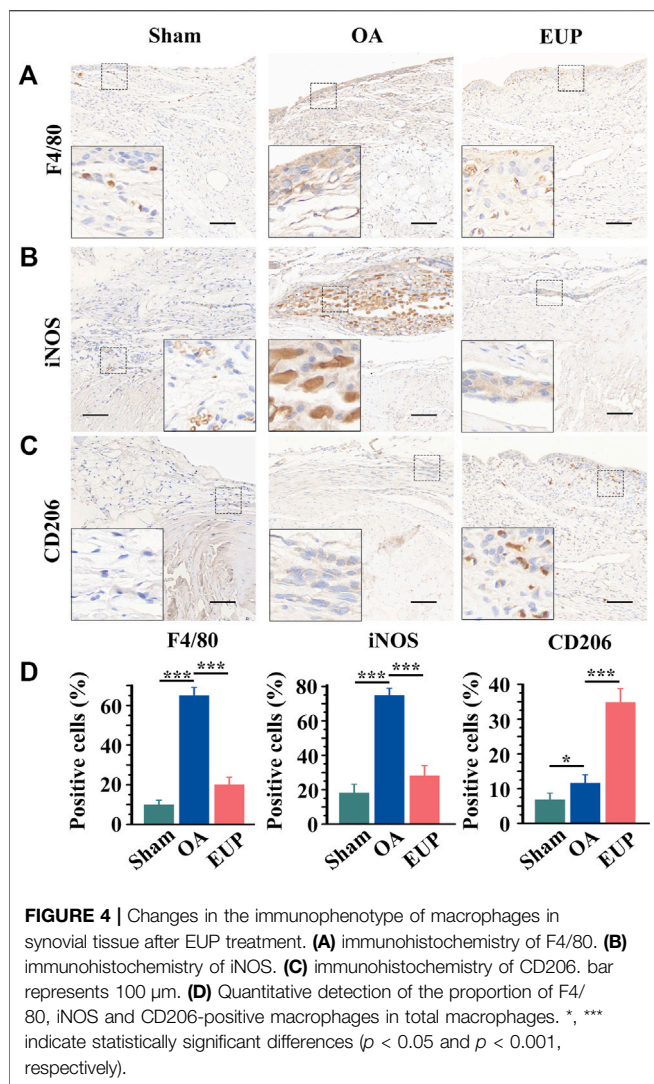 Sham OA EUP
A
F4/80
B
iNOS
C
CD206
D
F4/80 iNOS CD206
Positive cells (%)
60
40
20
0
*** ***
Sham OA EUP
Positive cells (%)
80
60
40
20
0
*** ***
Sham OA EUP
Positive cells (%)
40
30
20
10
0
* ***
Sham OA EUP
FIGURE 4 | Changes in the immunophenotype of macrophages in
synovial tissue after EUP treatment. (A) immunohistochemistry of F4/80. (B)
immunohistochemistry of iNOS. (C) immunohistochemistry of CD206. bar
represents 100 µm. (D) Quantitative detection of the proportion of F4/
80, iNOS and CD206-positive macrophages in total macrophages. *, ***
indicate statistically significant differences (p < 0.05 and p < 0.001,
respectively).